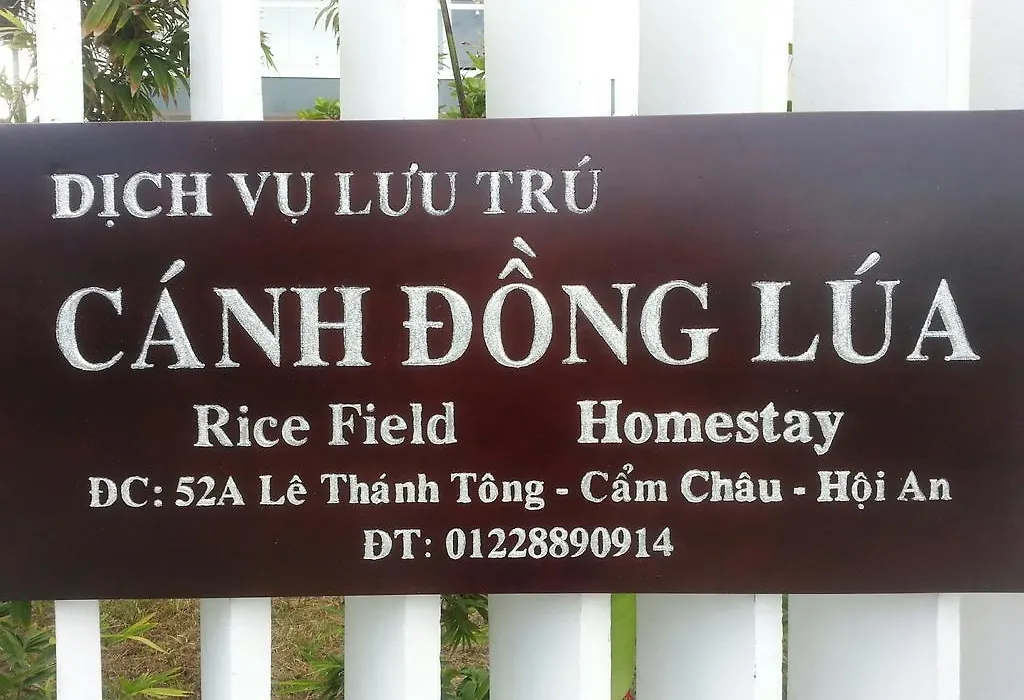 DỊCH VỤ LƯU TRÚ
CÁNH ĐỒNG LÚA
Rice Field Homestay
ĐC: 52A Lê Thánh Tông - Cẩm Châu - Hội An
ĐT: 01228890914